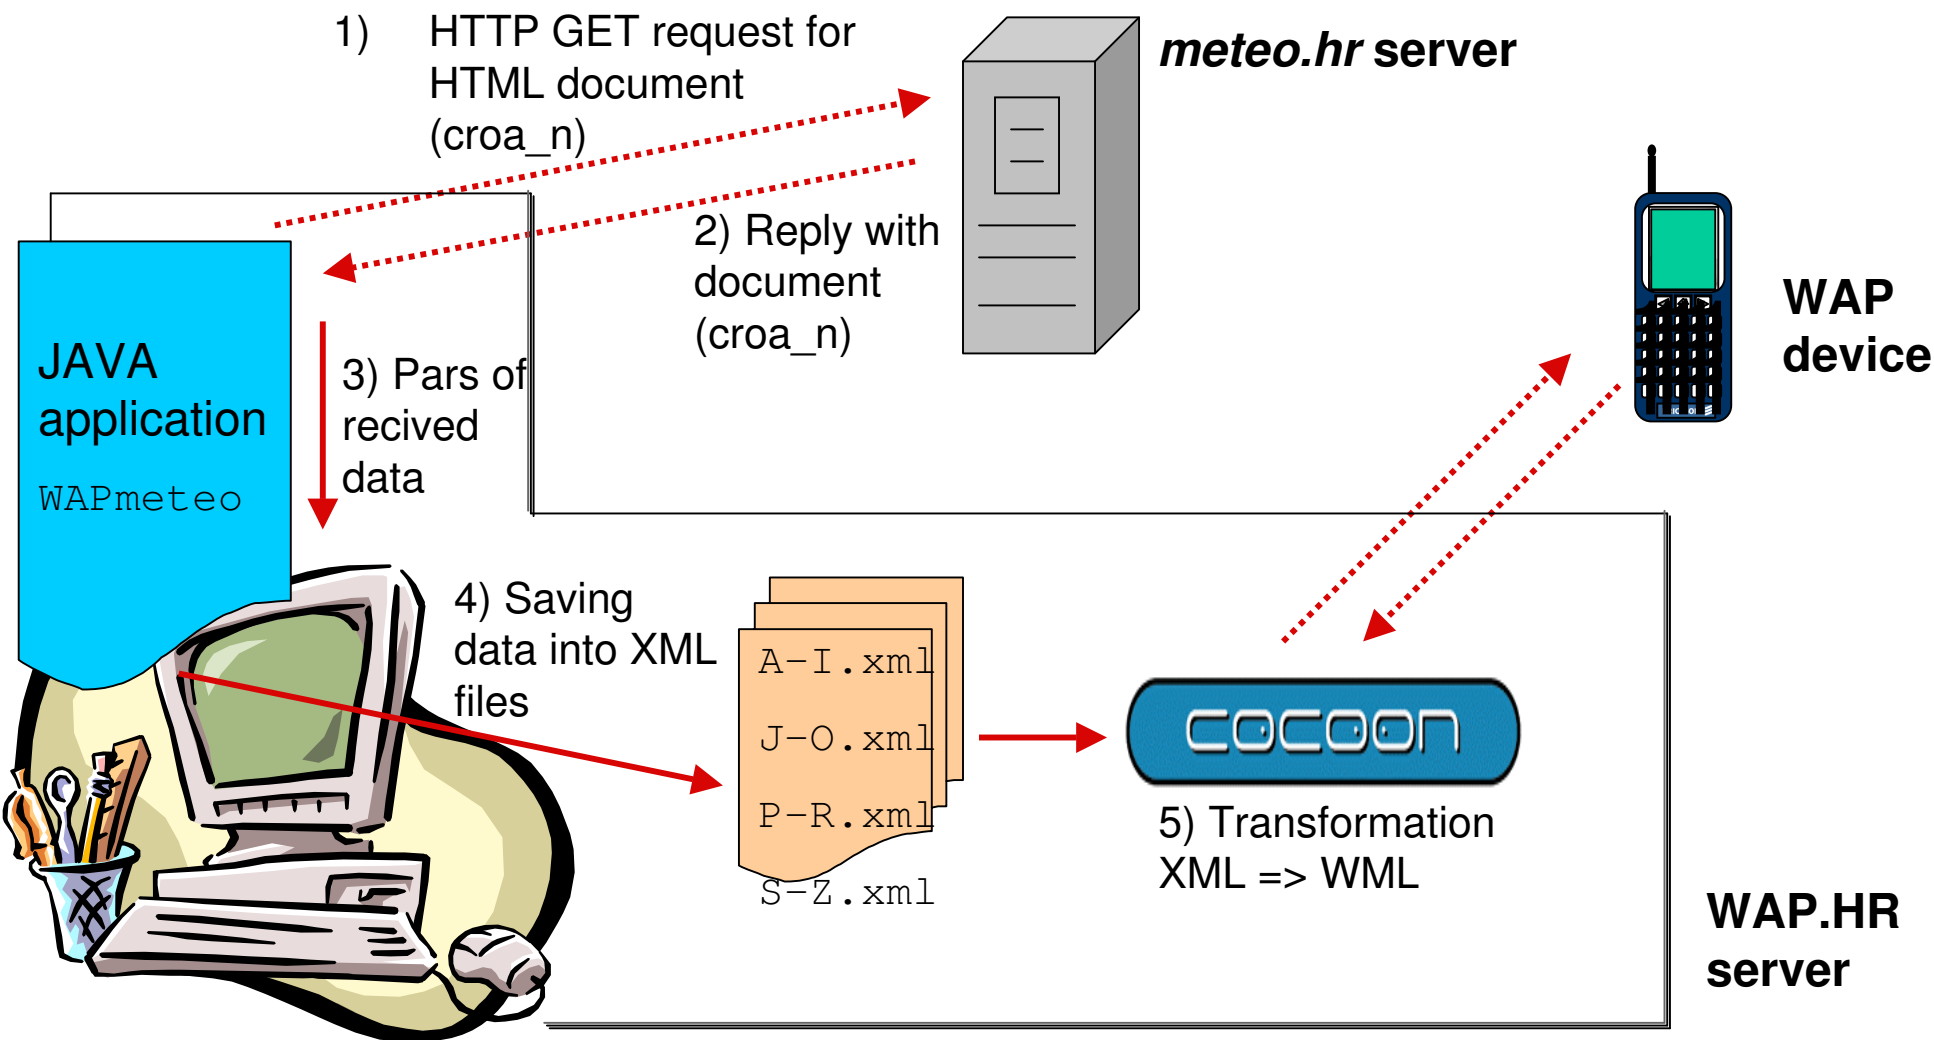 1) HTTP GET request for
HTML document
(croa_n)
meteo.hr server
2) Reply with
document
(croa_n)
WAP
device
JAVA
application
WAPmeteo
3) Pars of
recived
data
4) Saving
data into XML
files
A-I.xml
J-O.xml
P-R.xml
S-Z.xml
cocoon
5) Transformation
XML => WML
WAP.HR
server